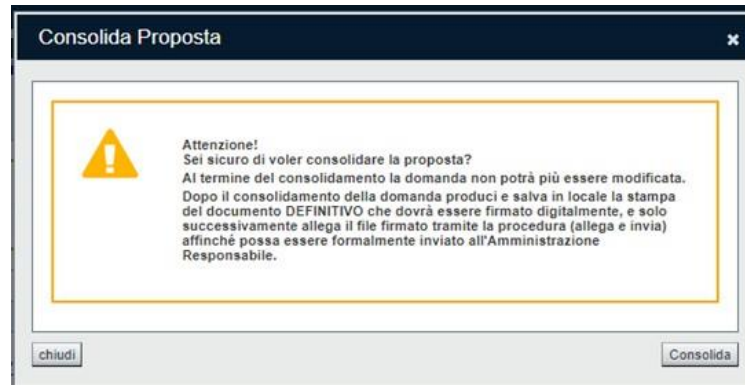 Consolida Proposta
Attenzione!
Sei sicuro di voler consolidare la proposta?
Al termine del consolidamento la domanda non potrà più essere modificata.
Dopo il consolidamento della domanda produci e salva in locale la stampa
del documento DEFINITIVO che dovrà essere firmato digitalmente, e solo
successivamente allega il file firmato tramite la procedura (allega e invia)
affinché possa essere formalmente inviato all'Amministrazione
Responsabile.
chiudi
Consolida